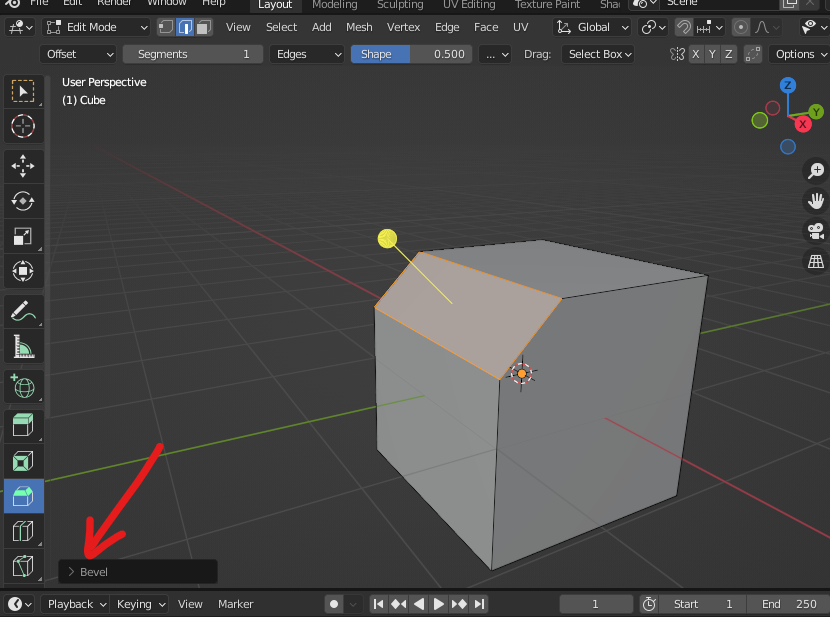 File Edit Render Window Help Layout Modeling Sculpting UV Editing Texture Paint Sha Scene
Edit Mode View Select Add Mesh Vertex Edge Face UV Global
Offset Segments 1 Edges Shape 0.500 ... Drag: Select Box X Y Z Options
User Perspective
(1) Cube
Z
Y
X
Bevel
Playback Keying View Marker 1 Start 1 End 250